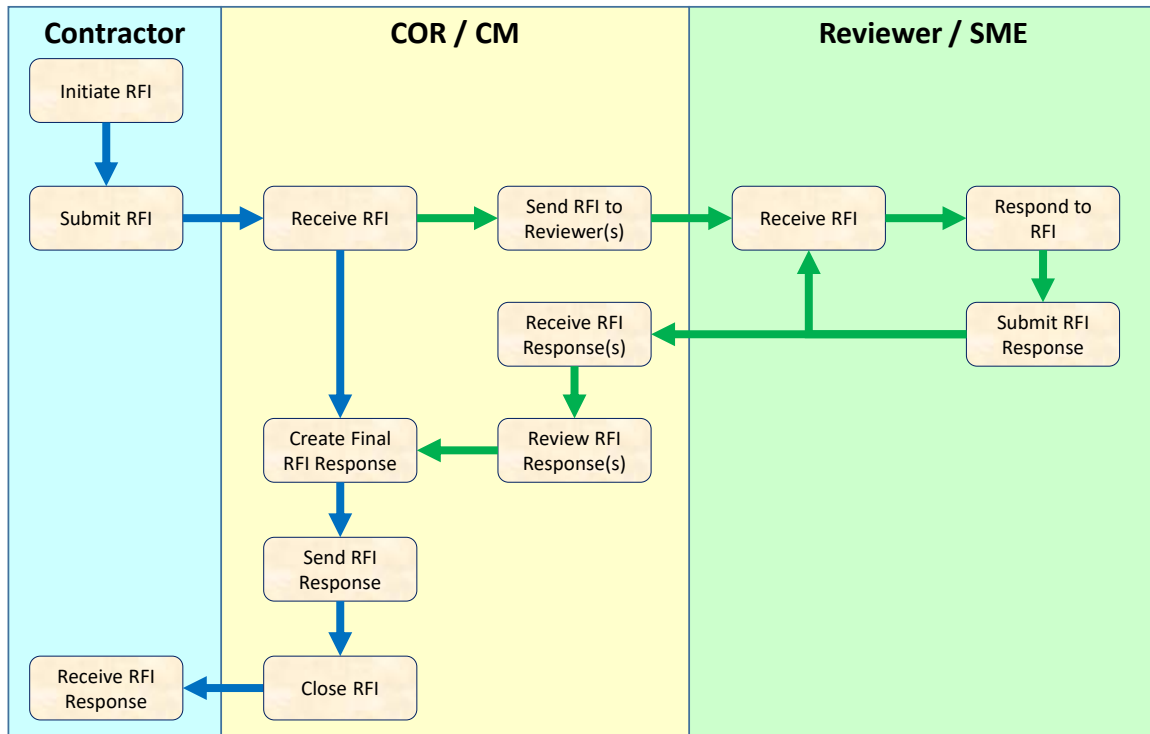 Contractor
COR / CM
Reviewer / SME
Initiate RFI
Submit RFI
Receive RFI
Send RFI to
Reviewer(s)
Receive RFI
Respond to
RFI
Receive RFI
Response(s)
Submit RFI
Response
Create Final
RFI Response
Review RFI
Response(s)
Send RFI
Response
Receive RFI
Response
Close RFI